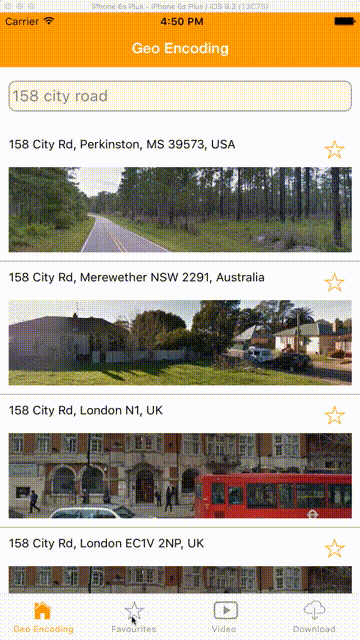 iPhone 6s Plus - iPhone 6s Plus / iOS 9.2 (13C75)
Carrier 4:50 PM
Geo Encoding
158 city road
158 City Rd, Perkinston, MS 39573, USA
158 City Rd, Merewether NSW 2291, Australia
158 City Rd, London N1, UK
158 City Rd, London EC1V 2NP, UK
Geo Encoding Favourites Video Download